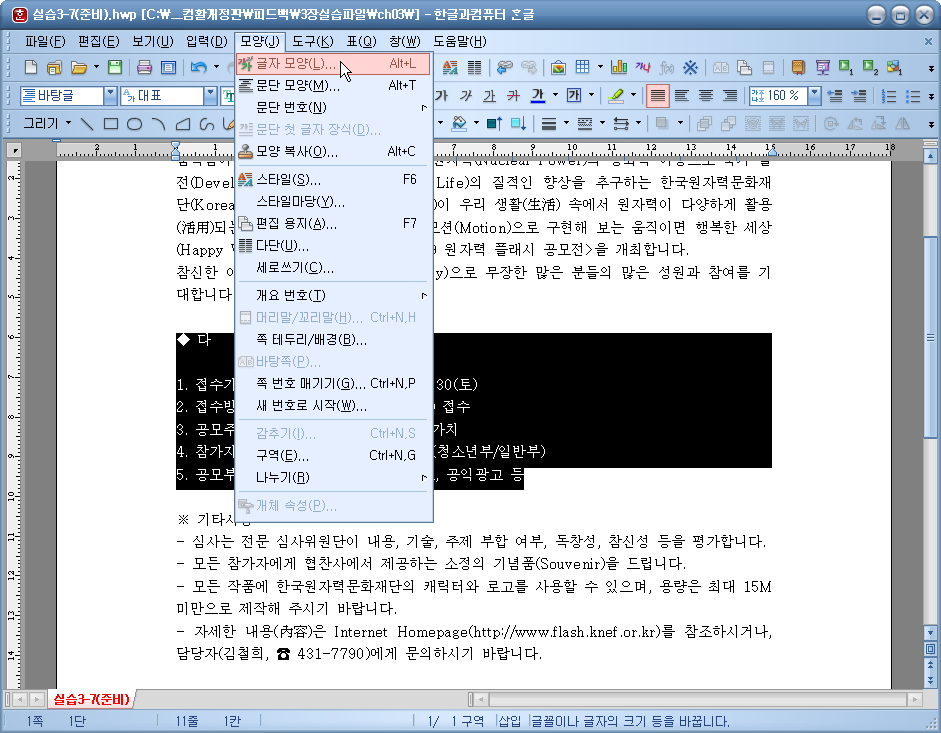 실습3-7(준비).hwp [C:\__컴활개정판\피드백\3장실습파일\ch03\] - 한글과컴퓨터 흔글
파일(F) 편집(E) 보기(U) 입력(D) 모양(J) 도구(K) 표(Q) 창(W) 도움말(H)
바탕글 대표 160 %
그리기
글자 모양(L)... Alt+L
문단 모양(M)... Alt+T
문단 번호(N)
문단 첫 글자 장식(D)...
모양 복사(O)... Alt+C
스타일(S)... F6
스타일마당(Y)...
편집 용지(A)... F7
다단(U)...
세로쓰기(C)...
개요 번호(T)
머리말/꼬리말(H)... Ctrl+N,H
쪽 테두리/배경(B)...
바탕쪽(P)...
쪽 번호 매기기(G)... Ctrl+N,P
새 번호로 시작(W)...
감추기(I)... Ctrl+N,S
구역(E)... Ctrl+N,G
나누기(R)
개체 속성(P)...
전(Devel Life)의 질적인 향상을 추구하는 한국원자력문화재
단(Korea )이 우리 생활(生活) 속에서 원자력이 다양하게 활용
(活用)되는 모션(Motion)으로 구현해 보는 움직이면 행복한 세상
(Happy 9 원자력 플래시 공모전>을 개최합니다.
참신한 아 y)으로 무장한 많은 분들의 많은 성원과 참여를 기
대합니다
◆ 다
1. 접수기 30(토)
2. 접수방 접수
3. 공모주 가치
4. 참가자 (청소년부/일반부)
5. 공모부 , 공익광고 등
※ 기타사항
- 심사는 전문 심사위원단이 내용, 기술, 주제 부합 여부, 독창성, 참신성 등을 평가합니다.
- 모든 참가자에게 협찬사에서 제공하는 소정의 기념품(Souvenir)을 드립니다.
- 모든 작품에 한국원자력문화재단의 캐릭터와 로고를 사용할 수 있으며, 용량은 최대 15M
미만으로 제작해 주시기 바랍니다.
- 자세한 내용(內容)은 Internet Homepage(http://www.flash.knef.or.kr)를 참조하시거나,
담당자(김철희, ☎ 431-7790)에게 문의하시기 바랍니다.
실습3-7(준비)
1쪽 1단 11줄 1칸 1/ 1 구역 삽입 글꼴이나 글자의 크기 등을 바꿉니다.